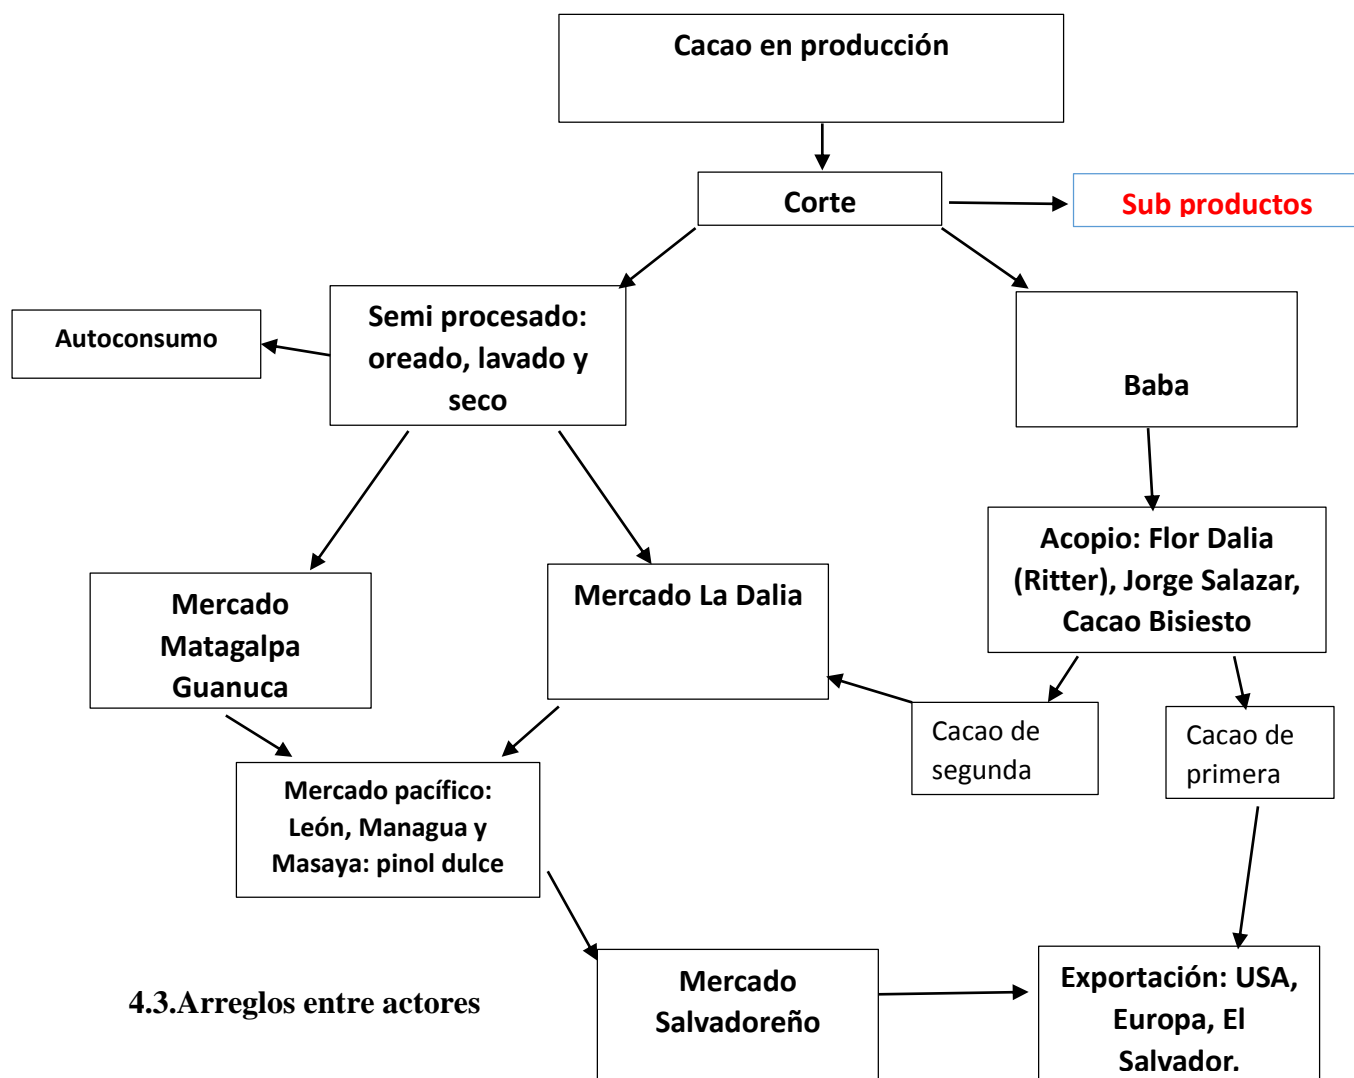 Cacao en producción
Corte
Sub productos
Semi procesado:
oreado, lavado y
seco
Autoconsumo
Baba
Acopio: Flor Dalia
(Ritter), Jorge Salazar,
Cacao Bisiesto
Mercado
Matagalpa
Guanuca
Mercado La Dalia
Cacao de
segunda
Cacao de
primera
Mercado pacífico:
León, Managua y
Masaya: pinol dulce
4.3.Arreglos entre actores
Mercado
Salvadoreño
Exportación: USA,
Europa, El
Salvador.